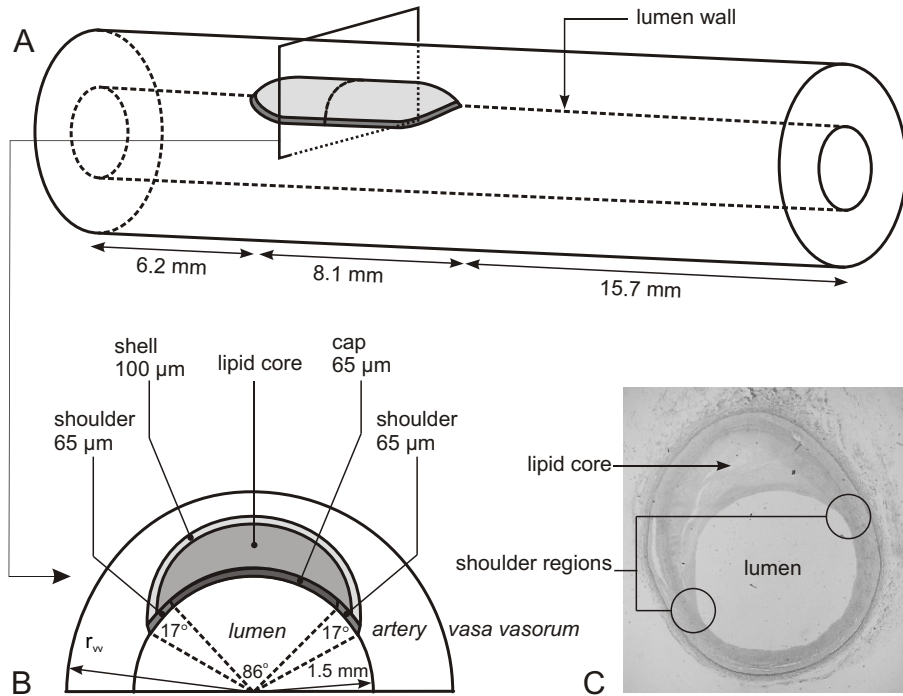 A
lumen wall
6.2 mm
8.1 mm
15.7 mm
shell
100 µm
lipid core
cap
65 µm
shoulder
65 µm
shoulder
65 µm
17°
lumen
17°
artery
vasa vasorum
r_vv
86°
1.5 mm
B
lipid core
shoulder regions
lumen
C